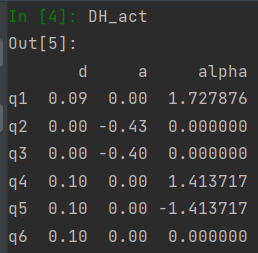 In [4]: DH_act
Out[5]:
d a alpha
q1 0.09 0.00 1.727876
q2 0.00 -0.43 0.000000
q3 0.00 -0.40 0.000000
q4 0.10 0.00 1.413717
q5 0.10 0.00 -1.413717
q6 0.10 0.00 0.000000